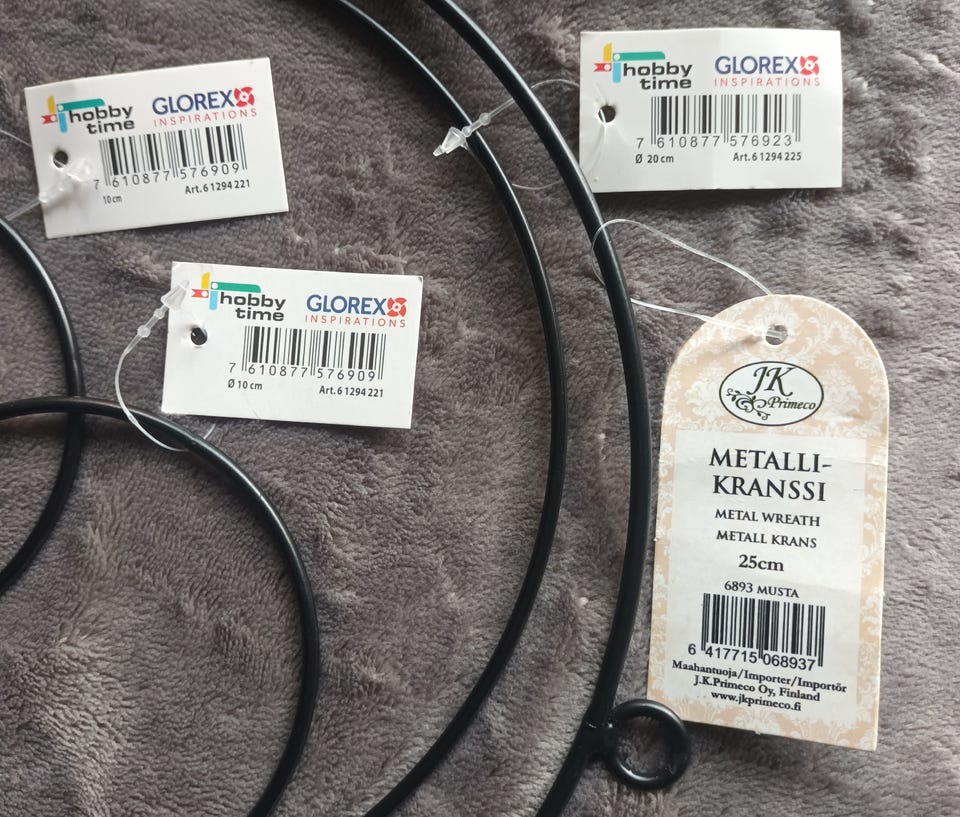 hobby time
GLOREX
INSPIRATIONS
7 610877 576909
10 cm
Art. 6 1294 221
hobby time
GLOREX
INSPIRATIONS
7 610877 576923
Ø 20 cm
Art. 6 1294 225
hobby time
GLOREX
INSPIRATIONS
7 610877 576909
Ø 10 cm
Art. 6 1294 221
JK
Primeco
METALLI-
KRANSSI
METAL WREATH
METALL KRANS
25cm
6893 MUSTA
6 417715 068937
Maahantuoja/Importer/Importör
J.K.Primeco Oy, Finland
www.jkprimeco.fi